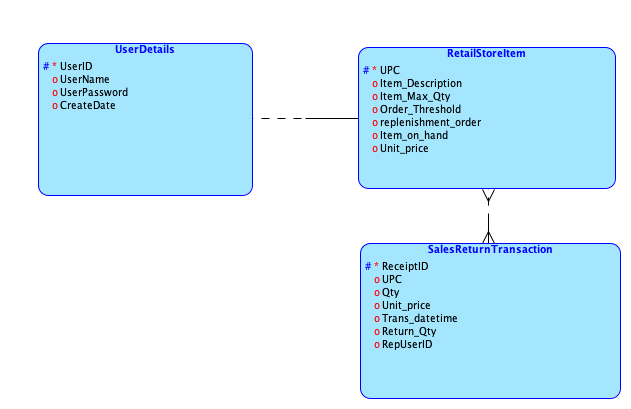 UserDetails
# * UserID
o UserName
o UserPassword
o CreateDate
RetailStoreItem
# * UPC
o Item_Description
o Item_Max_Qty
o Order_Threshold
o replenishment_order
o Item_on_hand
o Unit_price
SalesReturnTransaction
# * ReceiptID
o UPC
o Qty
o Unit_price
o Trans_datetime
o Return_Qty
o RepUserID